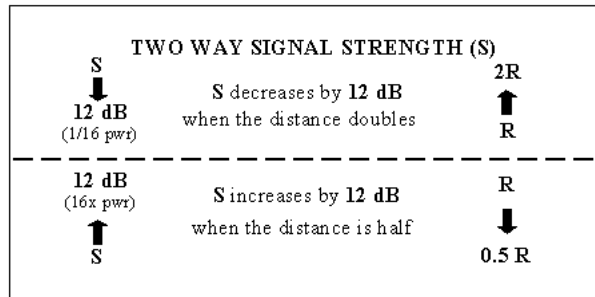 TWO WAY SIGNAL STRENGTH (S)
S
12 dB
(1/16 pwr)
S decreases by 12 dB
when the distance doubles
2R
R
12 dB
(16x pwr)
S
S increases by 12 dB
when the distance is half
R
0.5 R